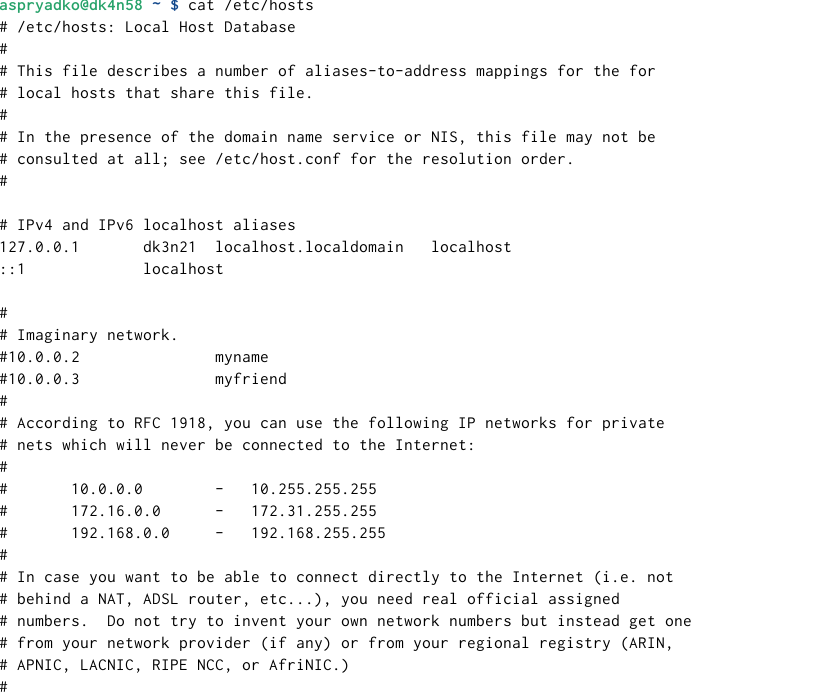 aspryadko@dk4n58 ~ $ cat /etc/hosts
# /etc/hosts: Local Host Database
#
# This file describes a number of aliases-to-address mappings for the for
# local hosts that share this file.
#
# In the presence of the domain name service or NIS, this file may not be
# consulted at all; see /etc/host.conf for the resolution order.
#
# IPv4 and IPv6 localhost aliases
127.0.0.1       dk3n21  localhost.localdomain   localhost
::1             localhost
#
# Imaginary network.
#10.0.0.2               myname
#10.0.0.3               myfriend
#
# According to RFC 1918, you can use the following IP networks for private
# nets which will never be connected to the Internet:
#
#       10.0.0.0        -   10.255.255.255
#       172.16.0.0      -   172.31.255.255
#       192.168.0.0     -   192.168.255.255
#
# In case you want to be able to connect directly to the Internet (i.e. not
# behind a NAT, ADSL router, etc...), you need real official assigned
# numbers.  Do not try to invent your own network numbers but instead get one
# from your network provider (if any) or from your regional registry (ARIN,
# APNIC, LACNIC, RIPE NCC, or AfriNIC.)
#